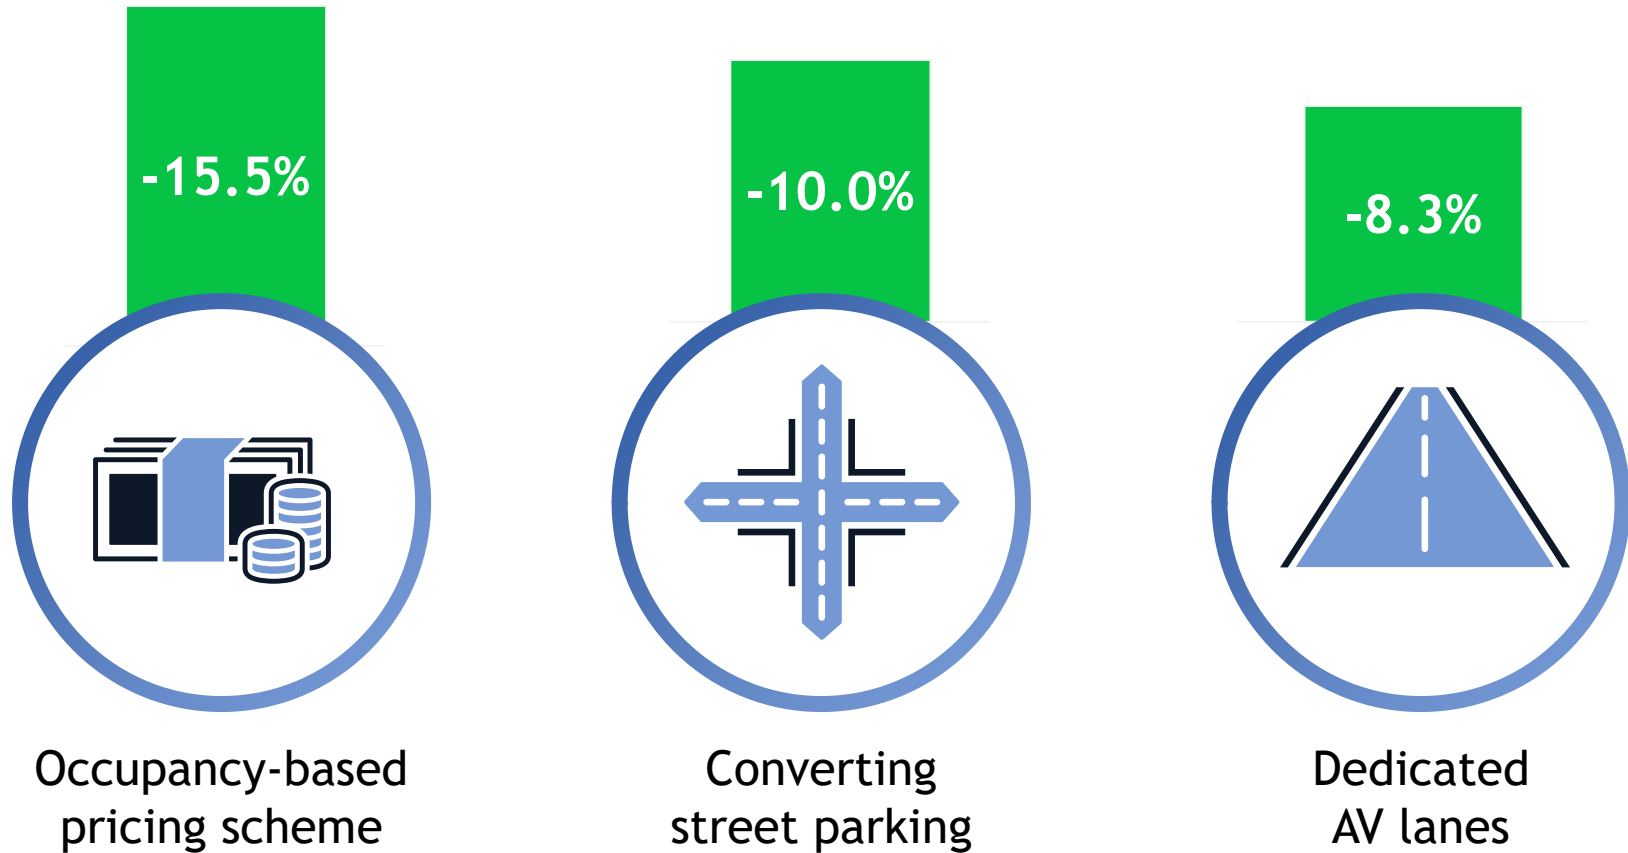 -15.5%
-10.0%
-8.3%
Occupancy-based
pricing scheme
Converting
street parking
Dedicated
AV lanes